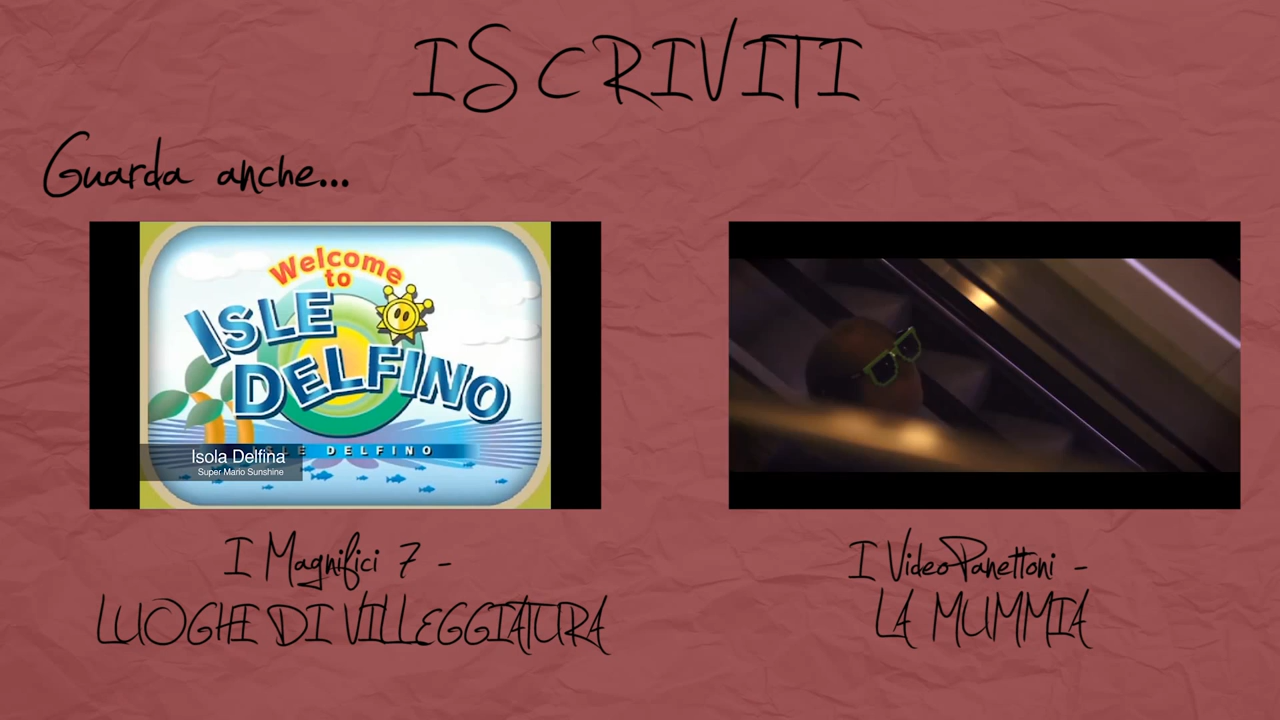 ISCRIVITI
Guarda anche...
Welcome
to
ISLE
DELFINO
ISLE DELFINO
Isola Delfina
Super Mario Sunshine
I Magnifici 7 -
LUOGHI DI VILLEGGIATURA
I VideoPanettoni -
LA MUMMIA